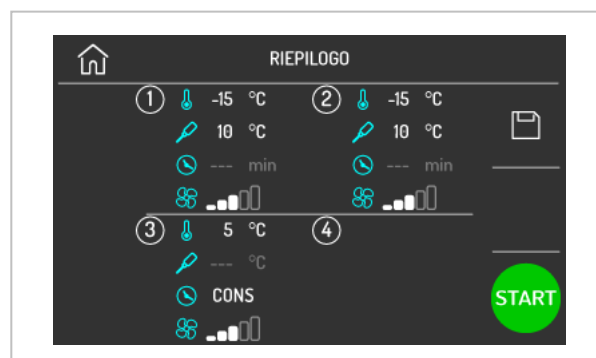 RIEPILOGO
1 -15 °C 2 -15 °C
10 °C 10 °C
--- min --- min
3 5 °C 4
--- °C
CONS
START